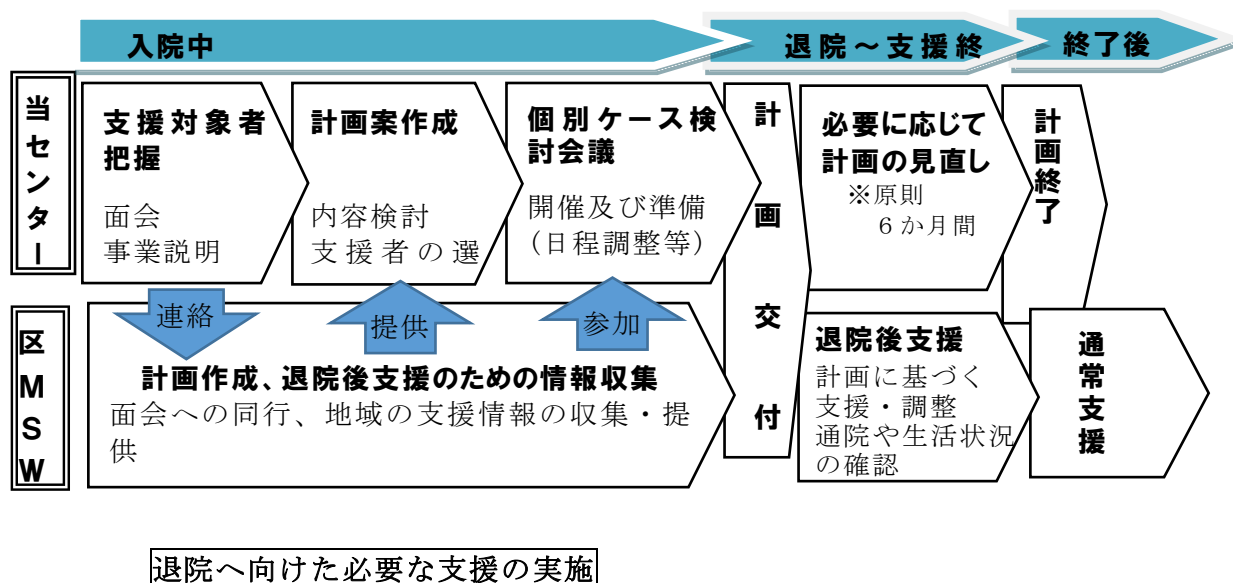 入院中
退院～支援終
終了後
当センター
支援対象者
把握
面会
事業説明
計画案作成
内容検討
支援者の選
個別ケース検
討会議
開催及び準備
(日程調整等)
計画交付
必要に応じて
計画の見直し
※原則
６か月間
計画終了
連絡
提供
参加
区MSW
計画作成、退院後支援のための情報収集
面会への同行、地域の支援情報の収集・提
供
退院後支援
計画に基づく
支援・調整
通院や生活状況
の確認
通常支援
退院へ向けた必要な支援の実施